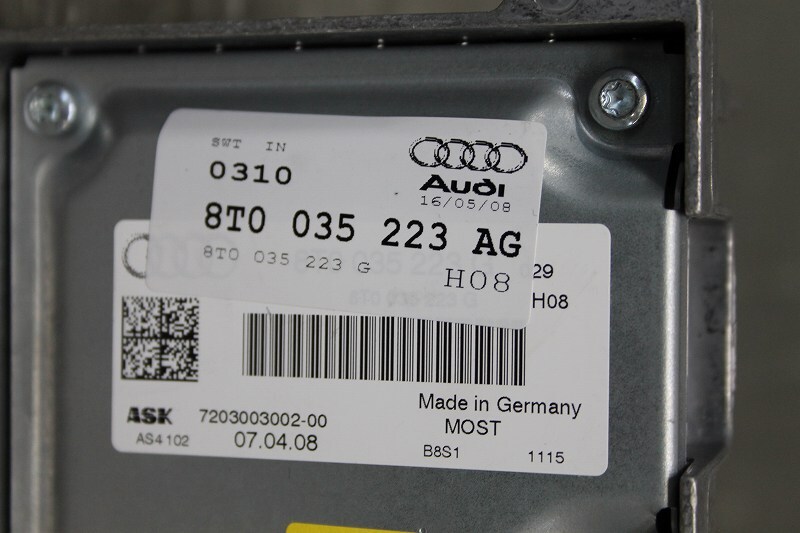 SWT IN
0310
Audi
16/05/08
8T0 035 223 AG
8T0 035 223 G
H08
29
H08
ASK
7203003002-00
AS4 102
07.04.08
Made in Germany
MOST
B8S1
1115